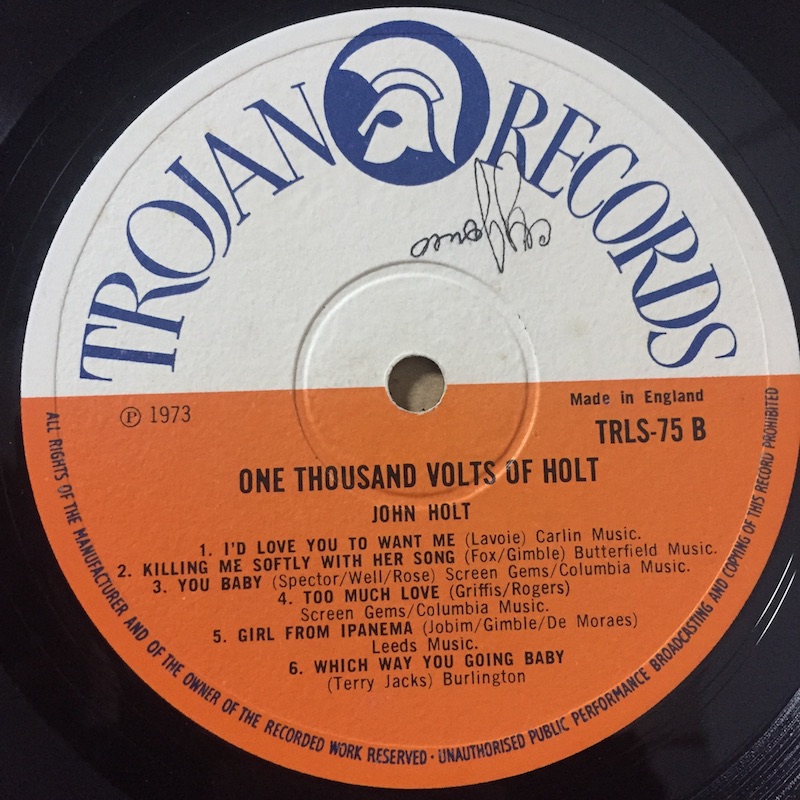 TROJAN RECORDS
Made in England
℗ 1973
TRLS-75 B
ONE THOUSAND VOLTS OF HOLT
JOHN HOLT
1. I'D LOVE YOU TO WANT ME (Lavoie) Carlin Music.
2. KILLING ME SOFTLY WITH HER SONG (Fox/Gimble) Butterfield Music.
3. YOU BABY (Spector/Well/Rose) Screen Gems/Columbia Music.
4. TOO MUCH LOVE (Griffis/Rogers)
Screen Gems/Columbia Music.
5. GIRL FROM IPANEMA (Jobim/Gimble/De Moraes)
Leeds Music.
6. WHICH WAY YOU GOING BABY
(Terry Jacks) Burlington
ALL RIGHTS OF THE MANUFACTURER AND OF THE OWNER OF THE RECORDED WORK RESERVED · UNAUTHORISED PUBLIC PERFORMANCE BROADCASTING AND COPYING OF THIS RECORD PROHIBITED